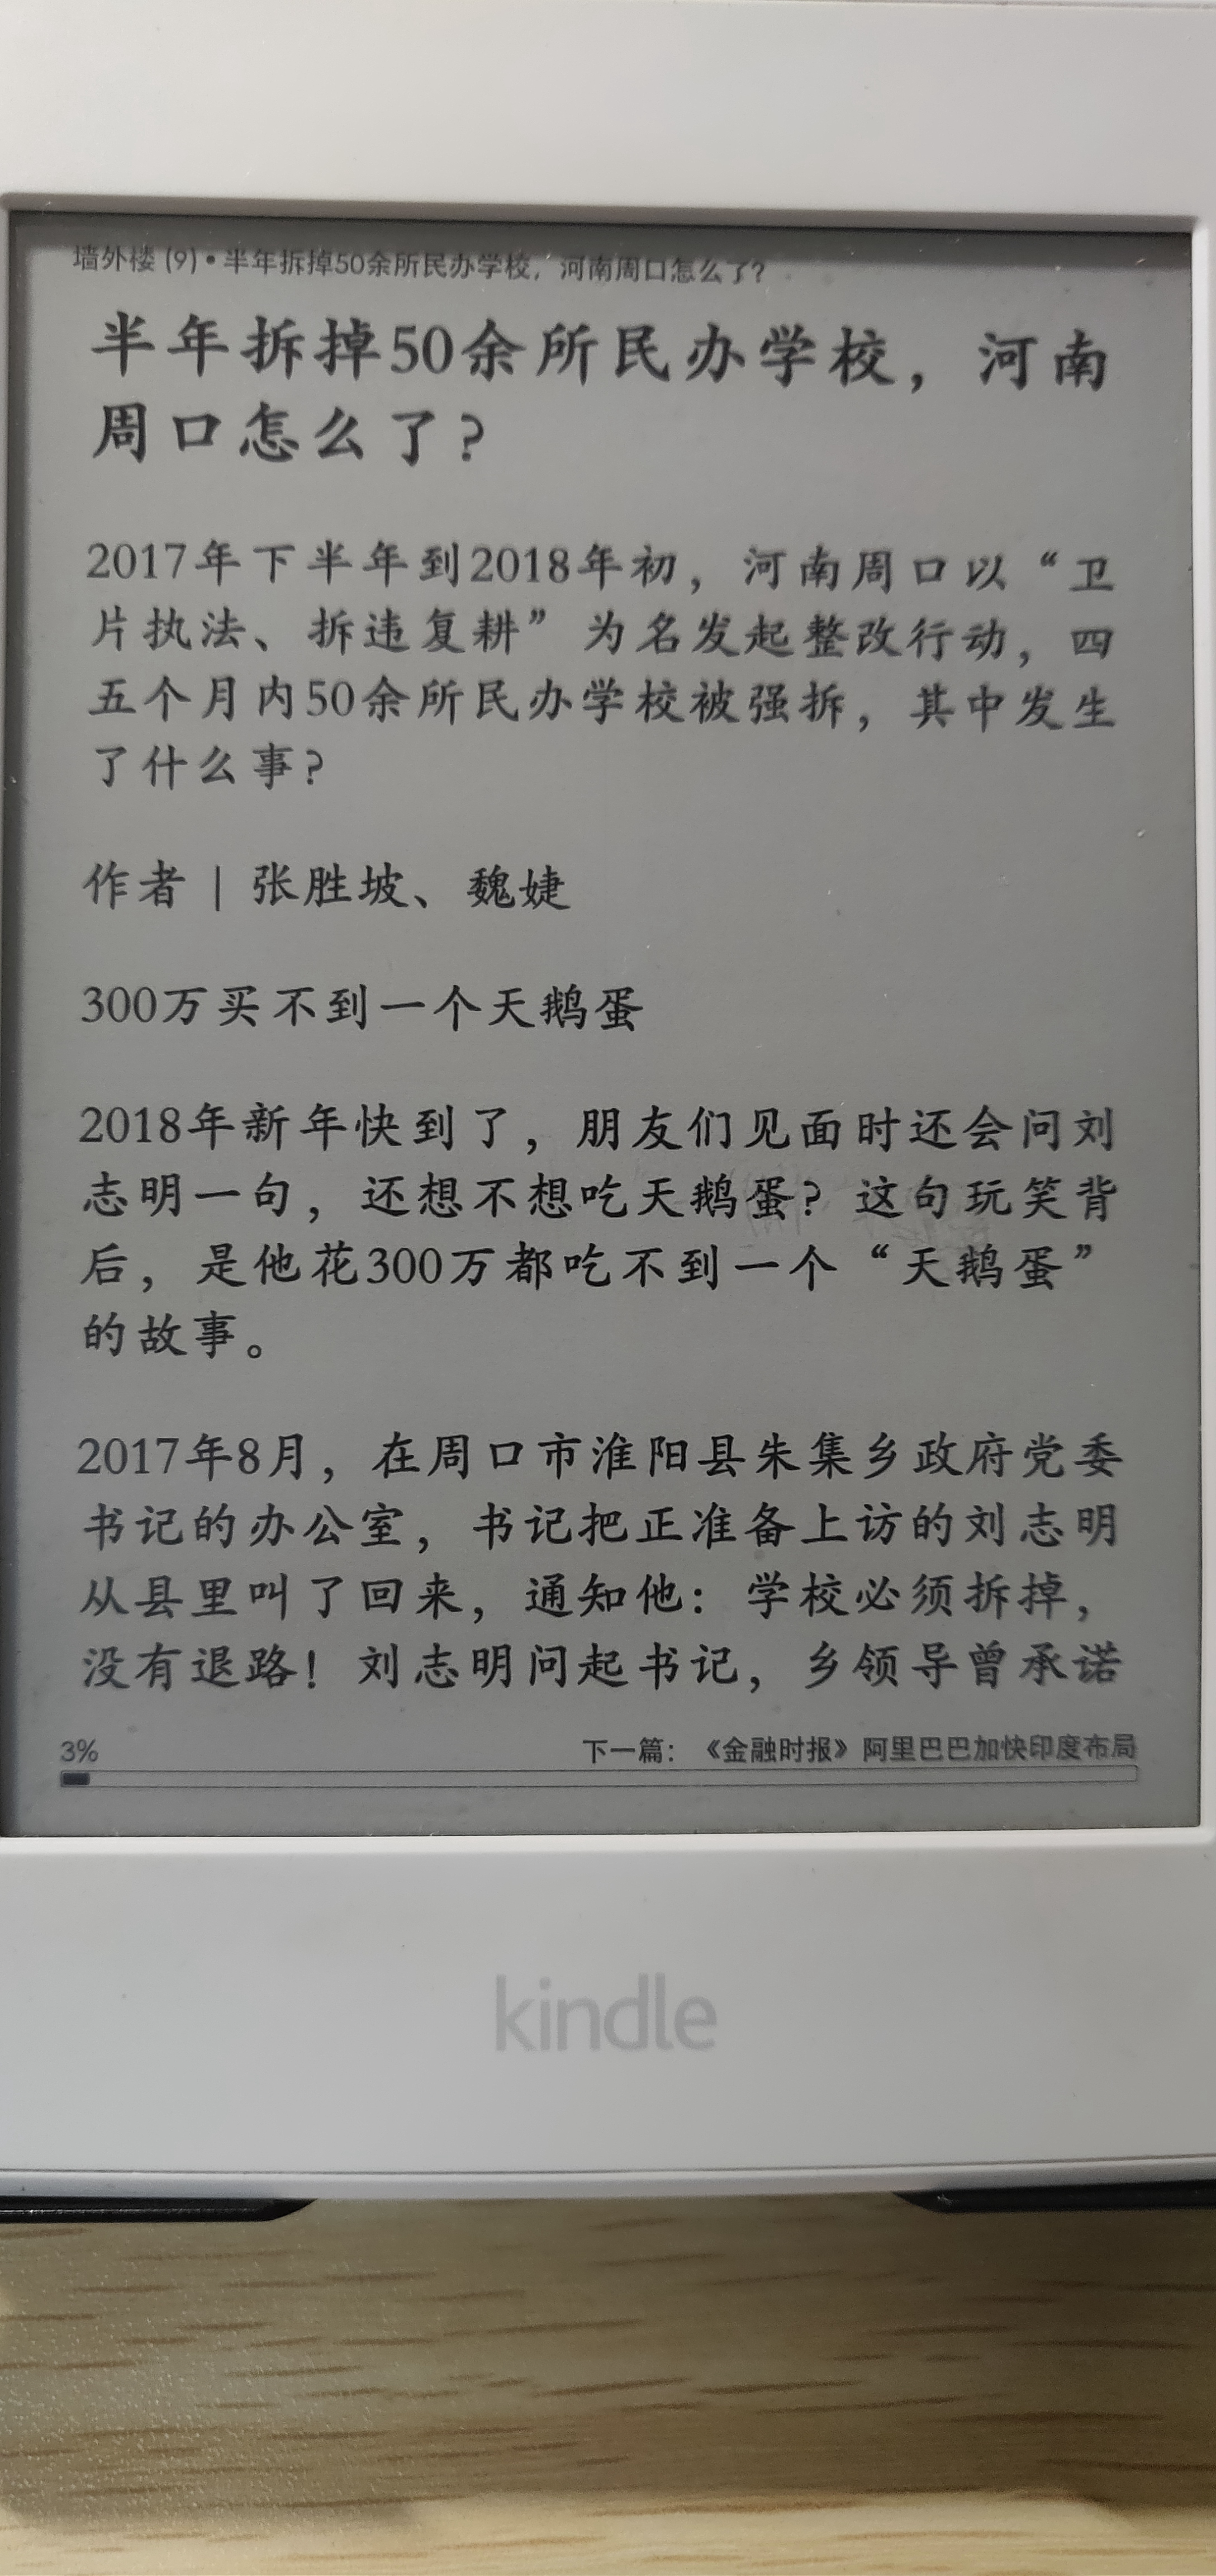 墙外楼 (9) • 半年拆掉50余所民办学校，河南周口怎么了？
半年拆掉50余所民办学校，河南
周口怎么了？
2017年下半年到2018年初，河南周口以“卫
片执法、拆违复耕”为名发起整改行动，四
五个月内50余所民办学校被强拆，其中发生
了什么事？
作者 | 张胜坡、魏婕
300万买不到一个天鹅蛋
2018年新年快到了，朋友们见面时还会问刘
志明一句，还想不想吃天鹅蛋？这句玩笑背
后，是他花300万都吃不到一个“天鹅蛋”
的故事。
2017年8月，在周口市淮阳县朱集乡政府党委
书记的办公室，书记把正准备上访的刘志明
从县里叫了回来，通知他：学校必须拆掉，
没有退路！刘志明问起书记，乡领导曾承诺
3%
下一篇：《金融时报》阿里巴巴加快印度布局
kindle